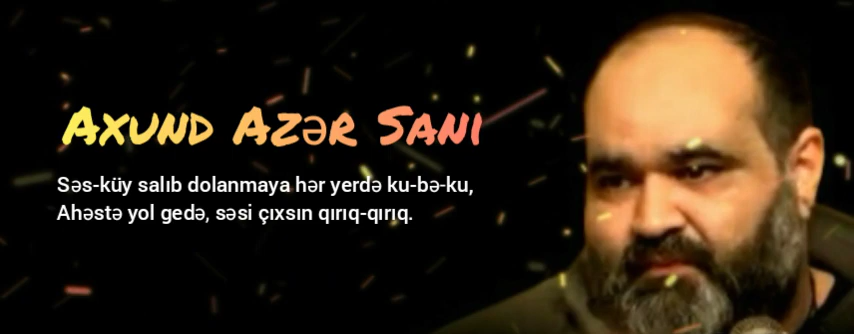 Axund Azər Sani
Səs-küy salıb dolanmaya hər yerdə ku-bə-ku,
Ahəstə yol gedə, səsi çıxsın qırıq-qırıq.